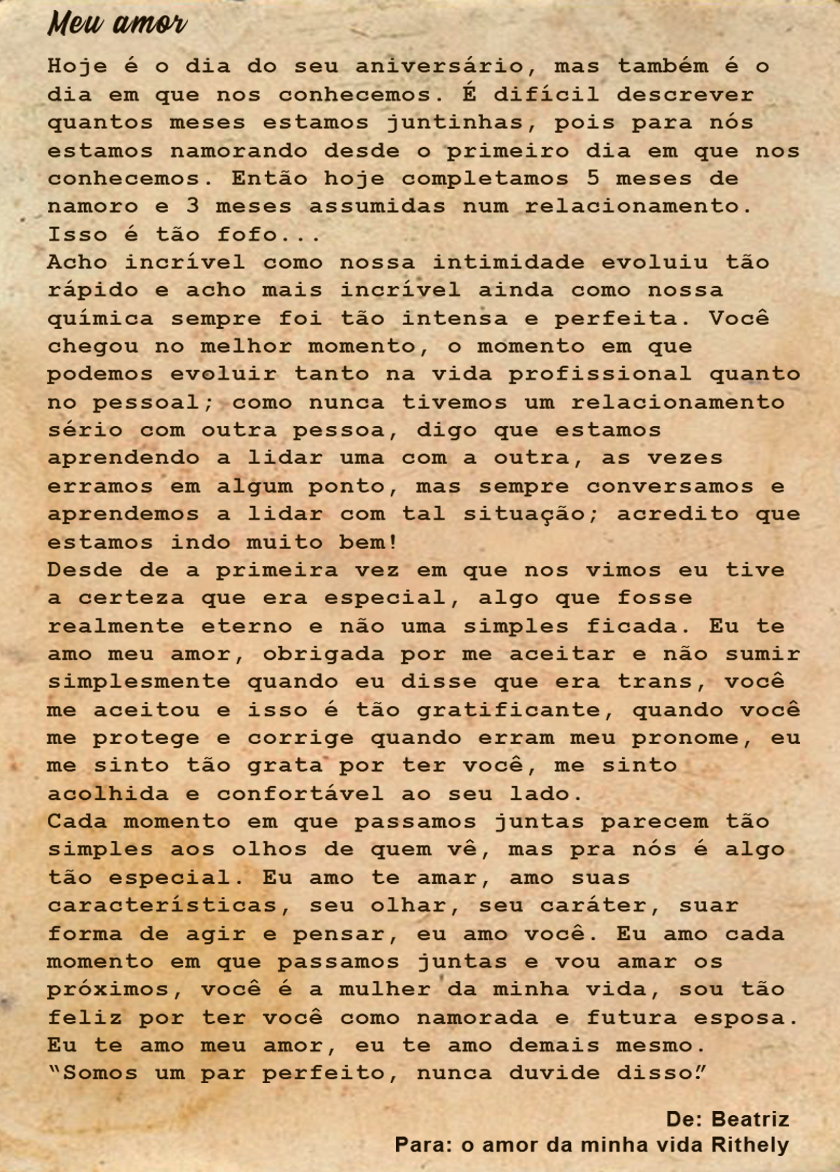 Meu amor
Hoje é o dia do seu aniversário, mas também é o
dia em que nos conhecemos. É difícil descrever
quantos meses estamos juntinhas, pois para nós
estamos namorando desde o primeiro dia em que nos
conhecemos. Então hoje completamos 5 meses de
namoro e 3 meses assumidas num relacionamento.
Isso é tão fofo...
Acho incrível como nossa intimidade evoluiu tão
rápido e acho mais incrível ainda como nossa
química sempre foi tão intensa e perfeita. Você
chegou no melhor momento, o momento em que
podemos evoluir tanto na vida profissional quanto
no pessoal; como nunca tivemos um relacionamento
sério com outra pessoa, digo que estamos
aprendendo a lidar uma com a outra, as vezes
erramos em algum ponto, mas sempre conversamos e
aprendemos a lidar com tal situação; acredito que
estamos indo muito bem!
Desde de a primeira vez em que nos vimos eu tive
a certeza que era especial, algo que fosse
realmente eterno e não uma simples ficada. Eu te
amo meu amor, obrigada por me aceitar e não sumir
simplesmente quando eu disse que era trans, você
me aceitou e isso é tão gratificante, quando você
me protege e corrige quando erram meu pronome, eu
me sinto tão grata por ter você, me sinto
acolhida e confortável ao seu lado.
Cada momento em que passamos juntas parecem tão
simples aos olhos de quem vê, mas pra nós é algo
tão especial. Eu amo te amar, amo suas
características, seu olhar, seu caráter, suar
forma de agir e pensar, eu amo você. Eu amo cada
momento em que passamos juntas e vou amar os
próximos, você é a mulher da minha vida, sou tão
feliz por ter você como namorada e futura esposa.
Eu te amo meu amor, eu te amo demais mesmo.
“Somos um par perfeito, nunca duvide disso”.
De: Beatriz
Para: o amor da minha vida Rithely